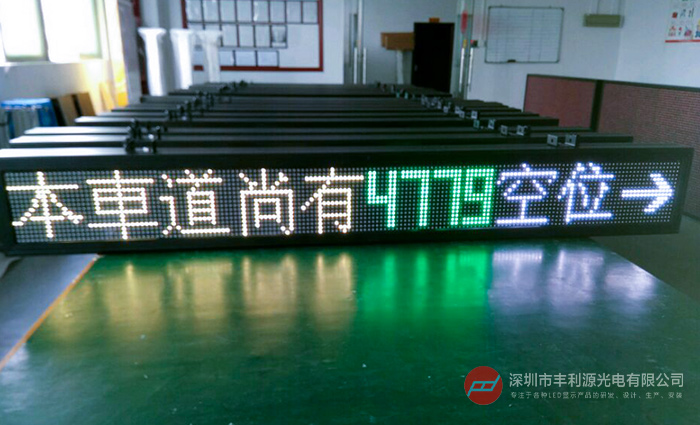 本車道尚有4779空位→
深圳市丰利源光电有限公司
专注于各种LED显示产品的研发、设计、生产、安装